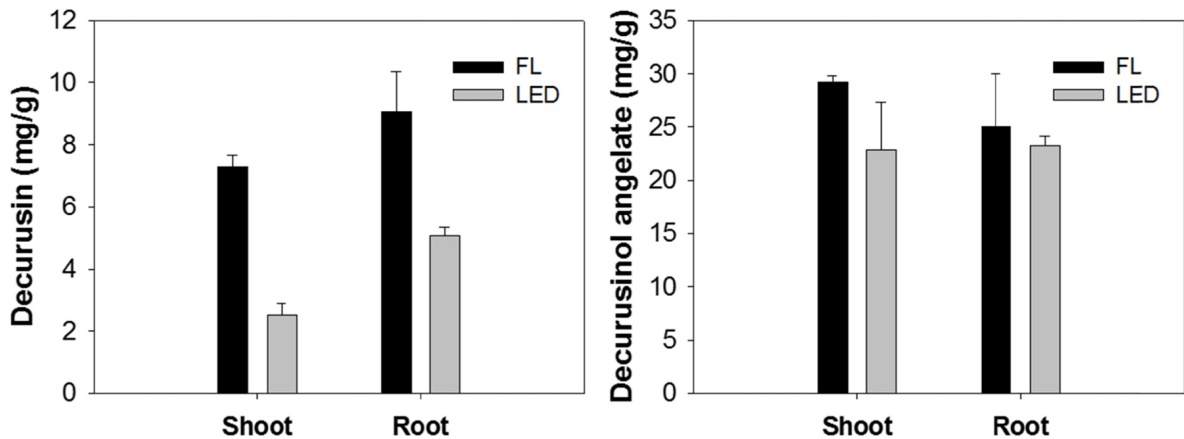 Decurusin (mg/g)
12
10
8
6
4
2
0
FL
LED
Shoot Root
Decurusinol angelate (mg/g)
35
30
25
20
15
10
5
0
FL
LED
Shoot Root